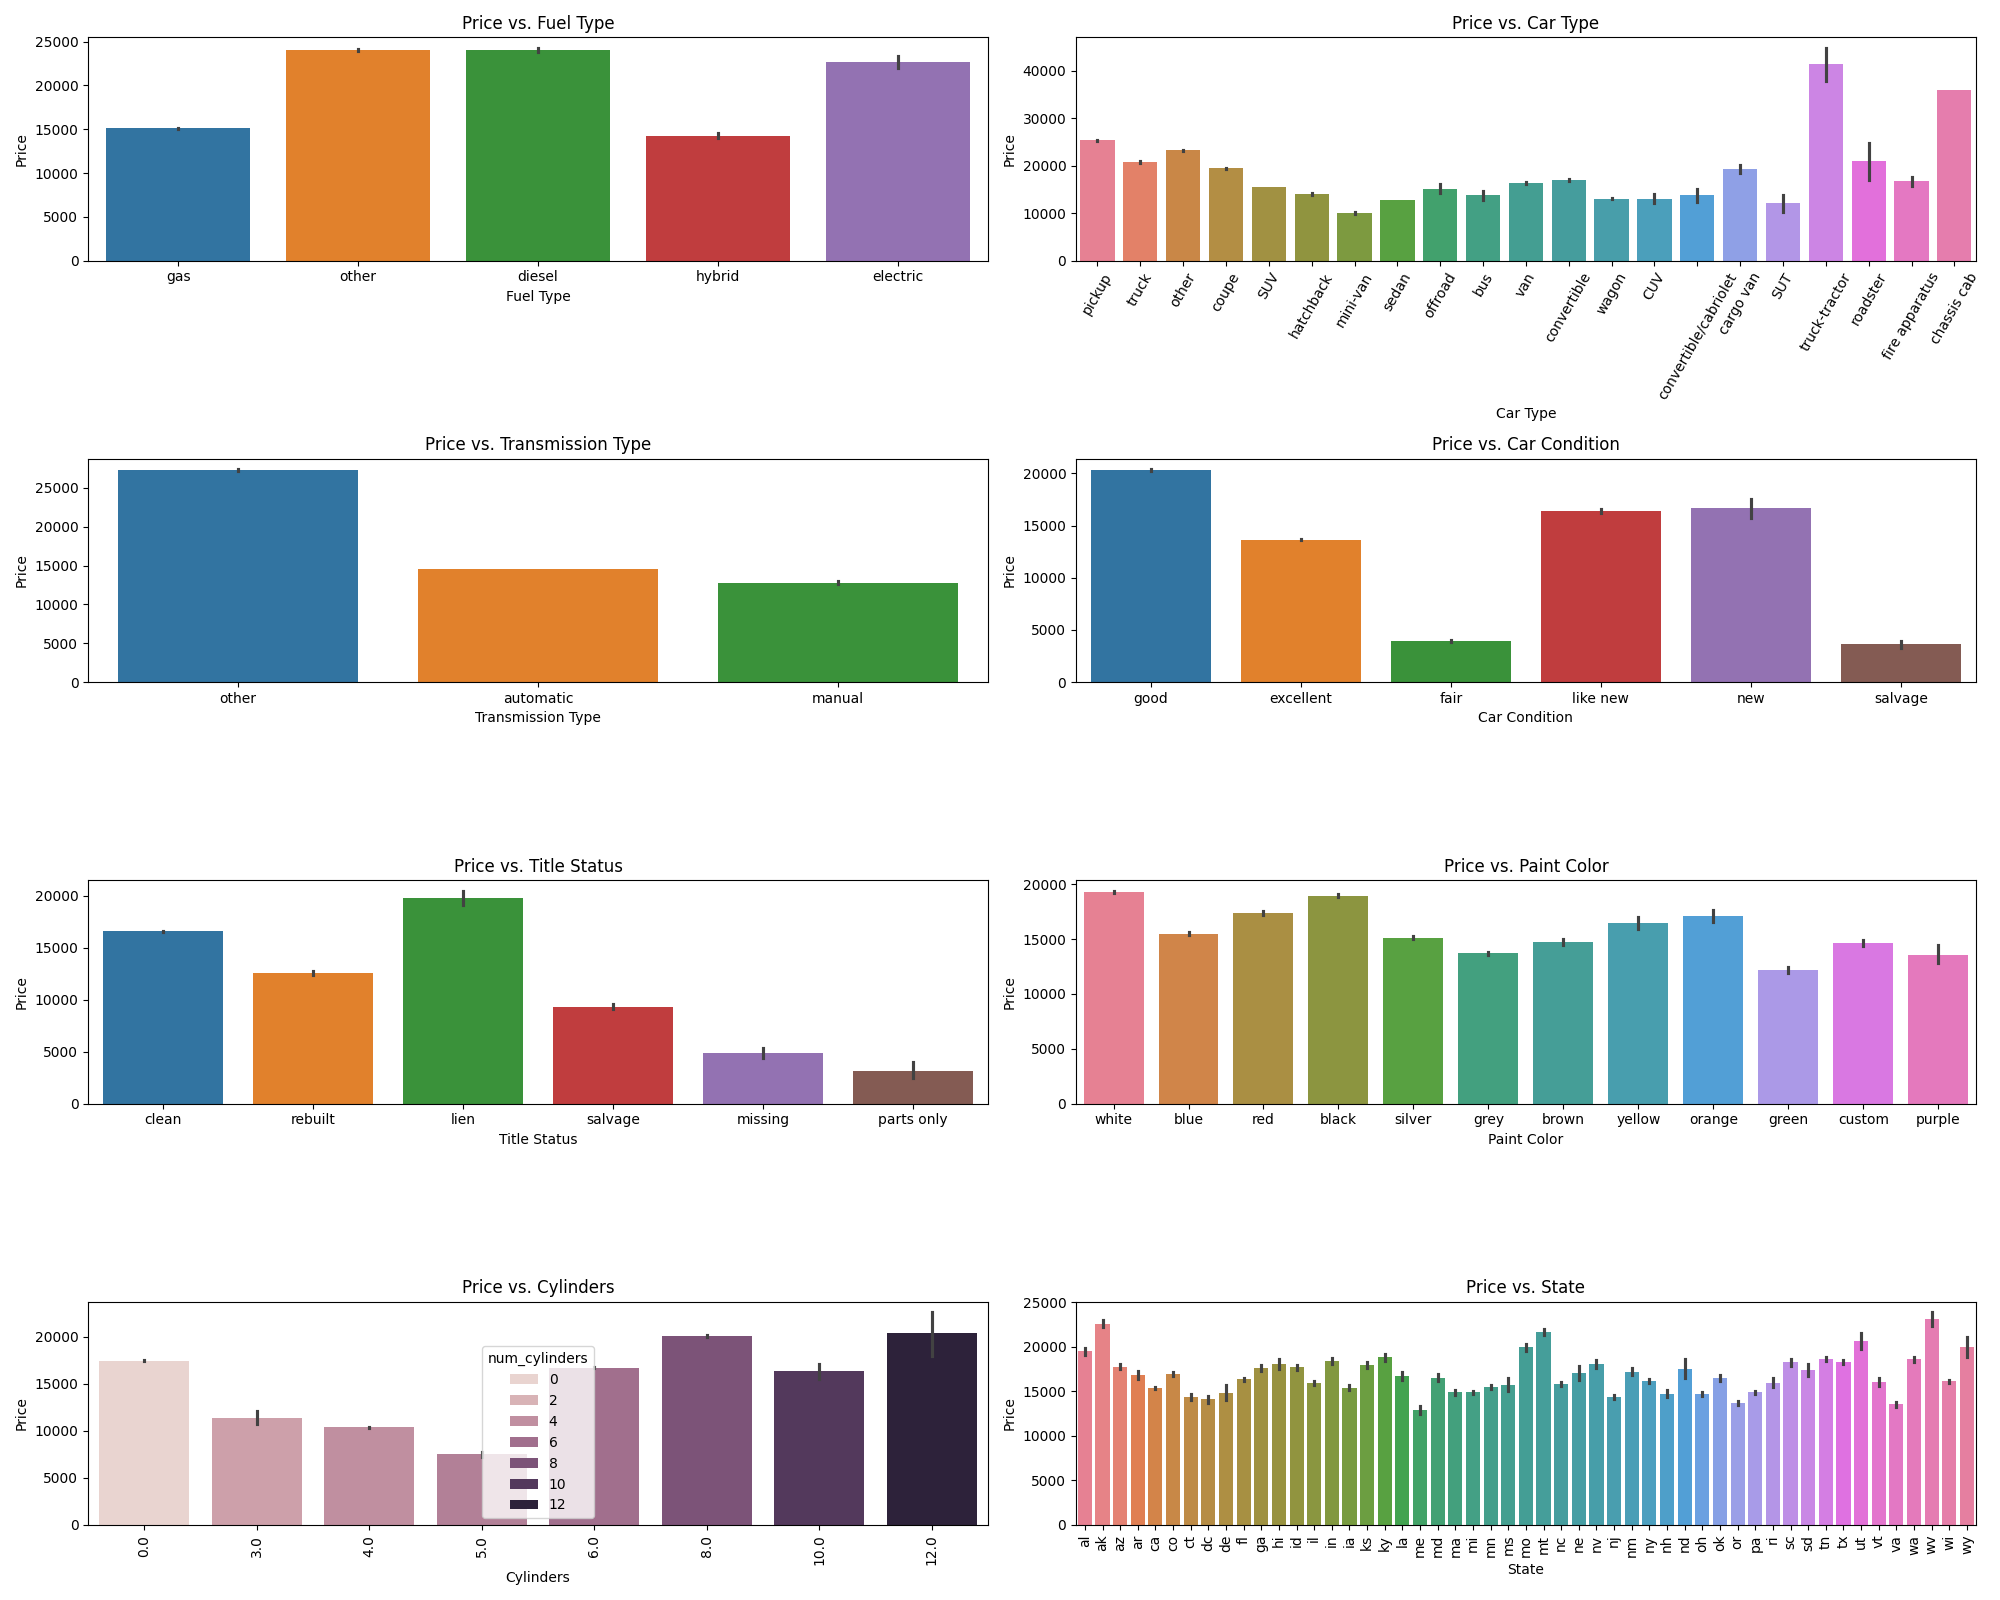 Price vs. Fuel Type
Price
25000
20000
15000
10000
5000
0
gas other diesel hybrid electric
Fuel Type
Price vs. Car Type
Price
40000
30000
20000
10000
0
pickup truck other coupe SUV hatchback mini-van sedan offroad bus van convertible wagon CUV convertible/cabriolet cargo van SUT truck-tractor roadster fire apparatus chassis cab
Car Type
Price vs. Transmission Type
Price
25000
20000
15000
10000
5000
0
other automatic manual
Transmission Type
Price vs. Car Condition
Price
20000
15000
10000
5000
0
good excellent fair like new new salvage
Car Condition
Price vs. Title Status
Price
20000
15000
10000
5000
0
clean rebuilt lien salvage missing parts only
Title Status
Price vs. Paint Color
Price
20000
15000
10000
5000
0
white blue red black silver grey brown yellow orange green custom purple
Paint Color
Price vs. Cylinders
Price
20000
15000
10000
5000
0
num_cylinders
0
2
4
6
8
10
12
0.0 3.0 4.0 5.0 6.0 8.0 10.0 12.0
Cylinders
Price vs. State
Price
25000
20000
15000
10000
5000
0
al ak az ar ca co ct dc de fl ga hi id il in ia ks ky la me md ma mi mn ms mo mt nc ne nv nj nm ny nh nd oh ok or pa ri sc sd tn tx ut vt va wa wv wi wy
State